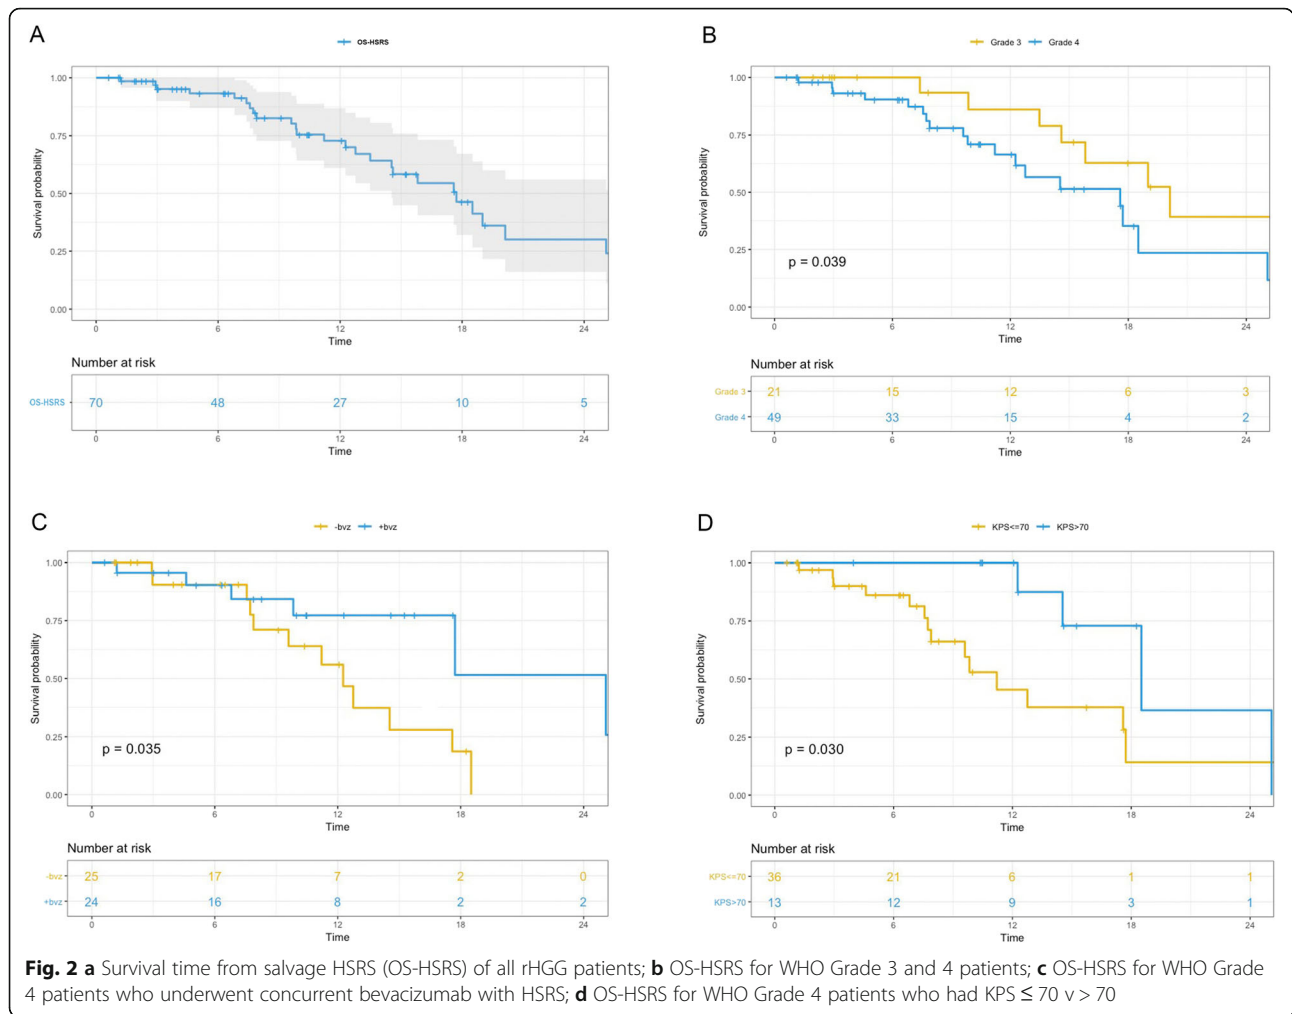 A
OS-HSRS
Survival probability
1.00
0.75
0.50
0.25
0.00
0 6 12 18 24
Time
Number at risk
OS-HSRS 70 48 27 10 5
0 6 12 18 24
Time
B
Grade 3 Grade 4
Survival probability
1.00
0.75
0.50
0.25
0.00
p = 0.039
0 6 12 18 24
Time
Number at risk
Grade 3 21 15 12 6 3
Grade 4 49 33 15 4 2
0 6 12 18 24
Time
C
-bvz +bvz
Survival probability
1.00
0.75
0.50
0.25
0.00
p = 0.035
0 6 12 18 24
Time
Number at risk
-bvz 25 17 7 2 0
+bvz 24 16 8 2 2
0 6 12 18 24
Time
D
KPS<=70 KPS>70
Survival probability
1.00
0.75
0.50
0.25
0.00
p = 0.030
0 6 12 18 24
Time
Number at risk
KPS<=70 36 21 6 1 1
KPS>70 13 12 9 3 1
0 6 12 18 24
Time
Fig. 2 a Survival time from salvage HSRS (OS-HSRS) of all rHGG patients; b OS-HSRS for WHO Grade 3 and 4 patients; c OS-HSRS for WHO Grade
4 patients who underwent concurrent bevacizumab with HSRS; d OS-HSRS for WHO Grade 4 patients who had KPS ≤ 70 v > 70